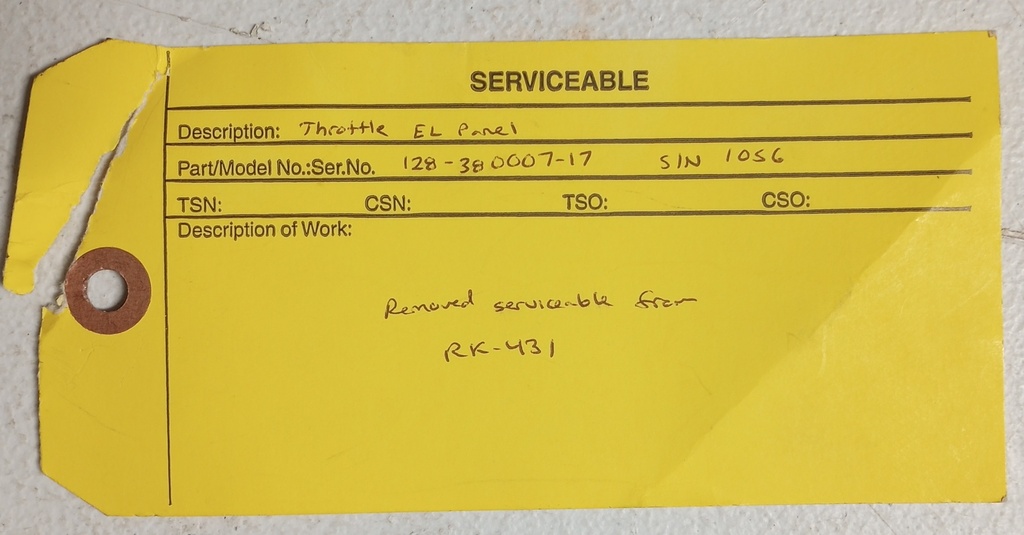 SERVICEABLE
Description: Throttle EL Panel
Part/Model No.:Ser.No. 128-380007-17 S/N 1056
TSN: CSN: TSO: CSO:
Description of Work:
Removed serviceable from
RK-431